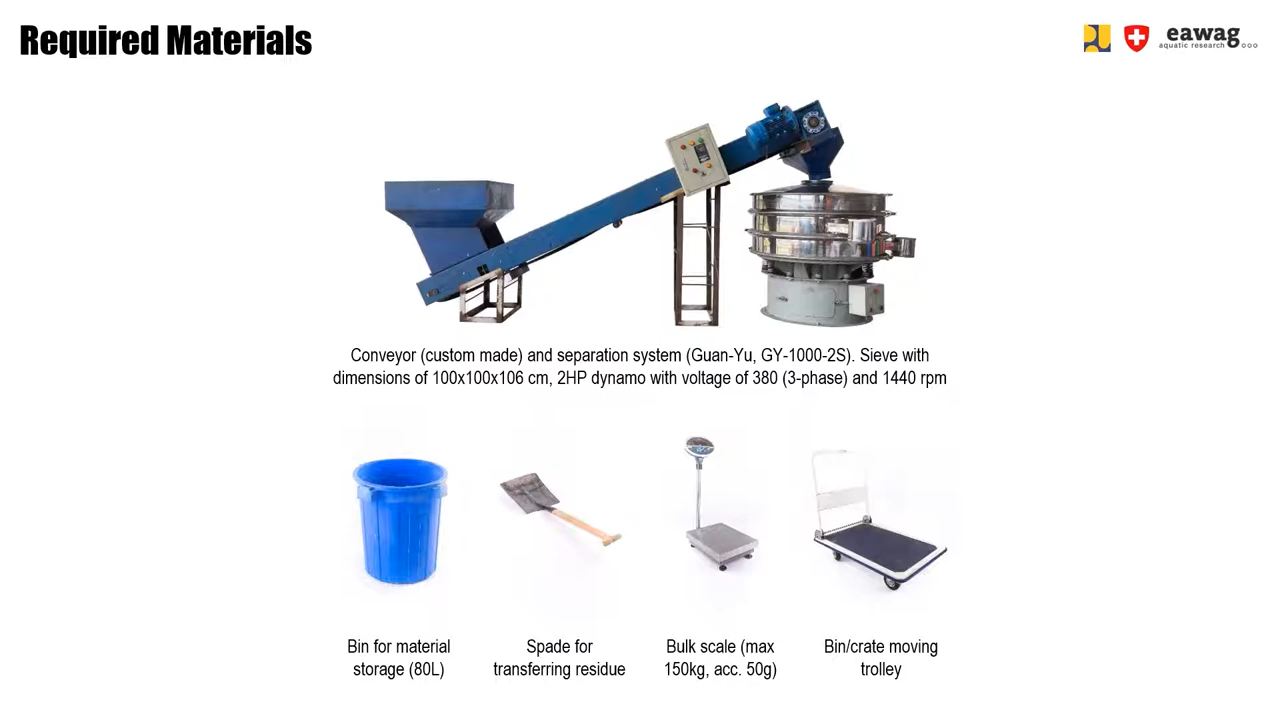 Required Materials
eawag
aquatic research
Conveyor (custom made) and separation system (Guan-Yu, GY-1000-2S). Sieve with
dimensions of 100x100x106 cm, 2HP dynamo with voltage of 380 (3-phase) and 1440 rpm
Bin for material
storage (80L)
Spade for
transferring residue
Bulk scale (max
150kg, acc. 50g)
Bin/crate moving
trolley